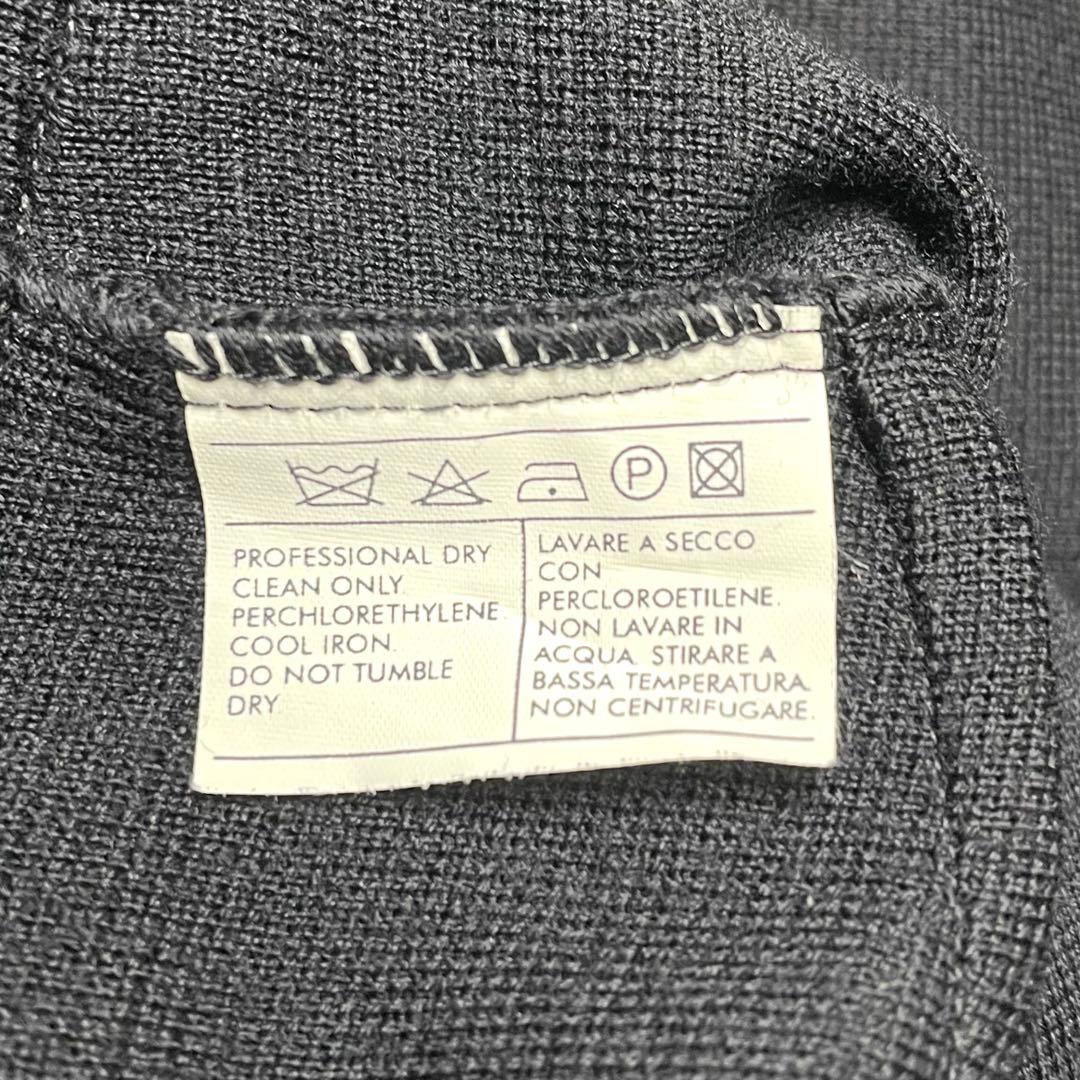 P
PROFESSIONAL DRY
CLEAN ONLY.
PERCHLORETHYLENE.
COOL IRON.
DO NOT TUMBLE
DRY
LAVARE A SECCO
CON
PERCLOROETILENE.
NON LAVARE IN
ACQUA. STIRARE A
BASSA TEMPERATURA.
NON CENTRIFUGARE.